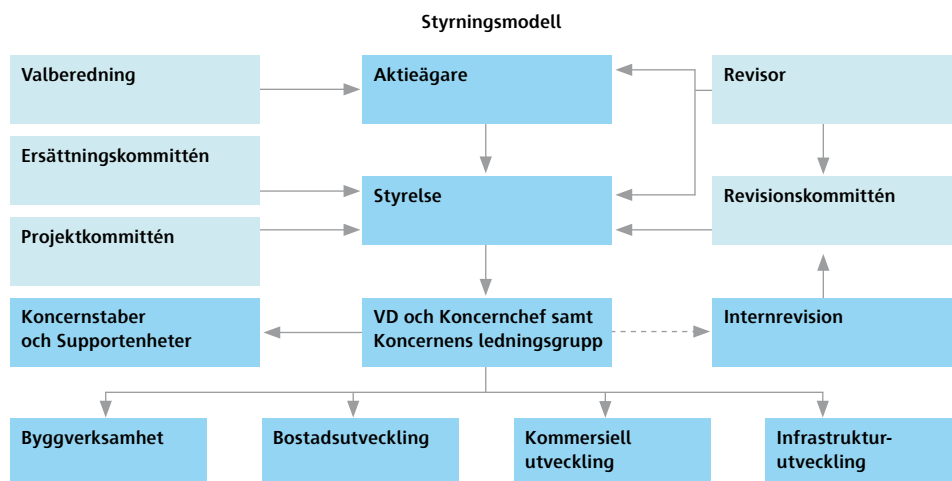 Styrningsmodell
Valberedning
Aktieägare
Revisor
Ersättningskommittén
Styrelse
Revisionskommittén
Projektkommittén
Koncernstaber
och Supportenheter
VD och Koncernchef samt
Koncernens ledningsgrupp
Internrevision
Byggverksamhet
Bostadsutveckling
Kommersiell
utveckling
Infrastruktur-
utveckling